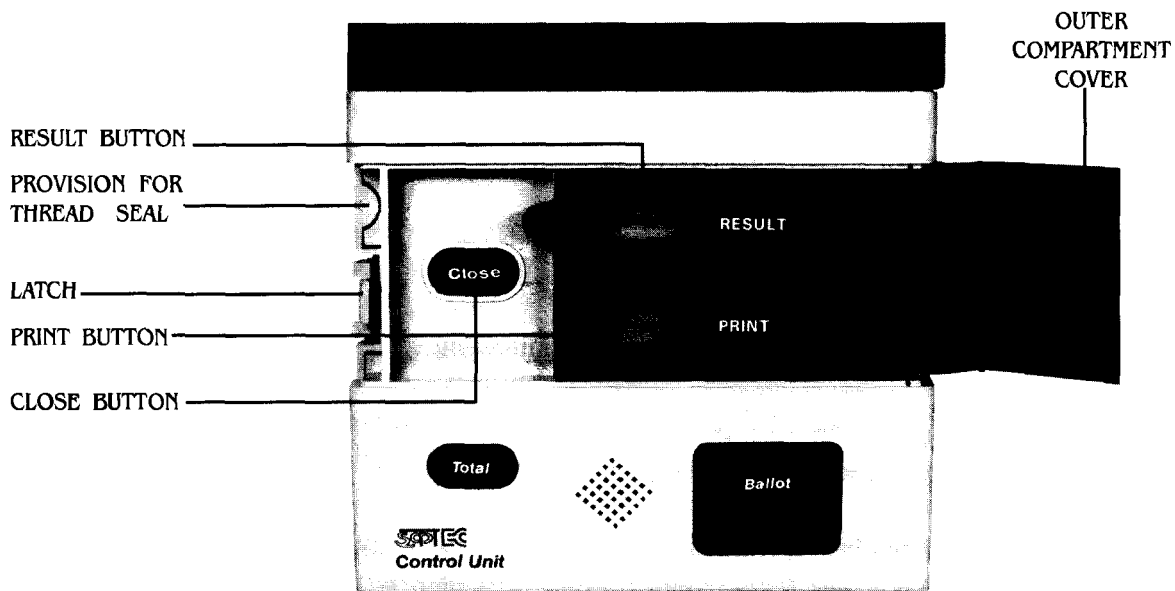 OUTER
COMPARTMENT
COVER
RESULT BUTTON
PROVISION FOR
THREAD SEAL
LATCH
PRINT BUTTON
CLOSE BUTTON
RESULT
Close
PRINT
Total
Ballot
Control Unit